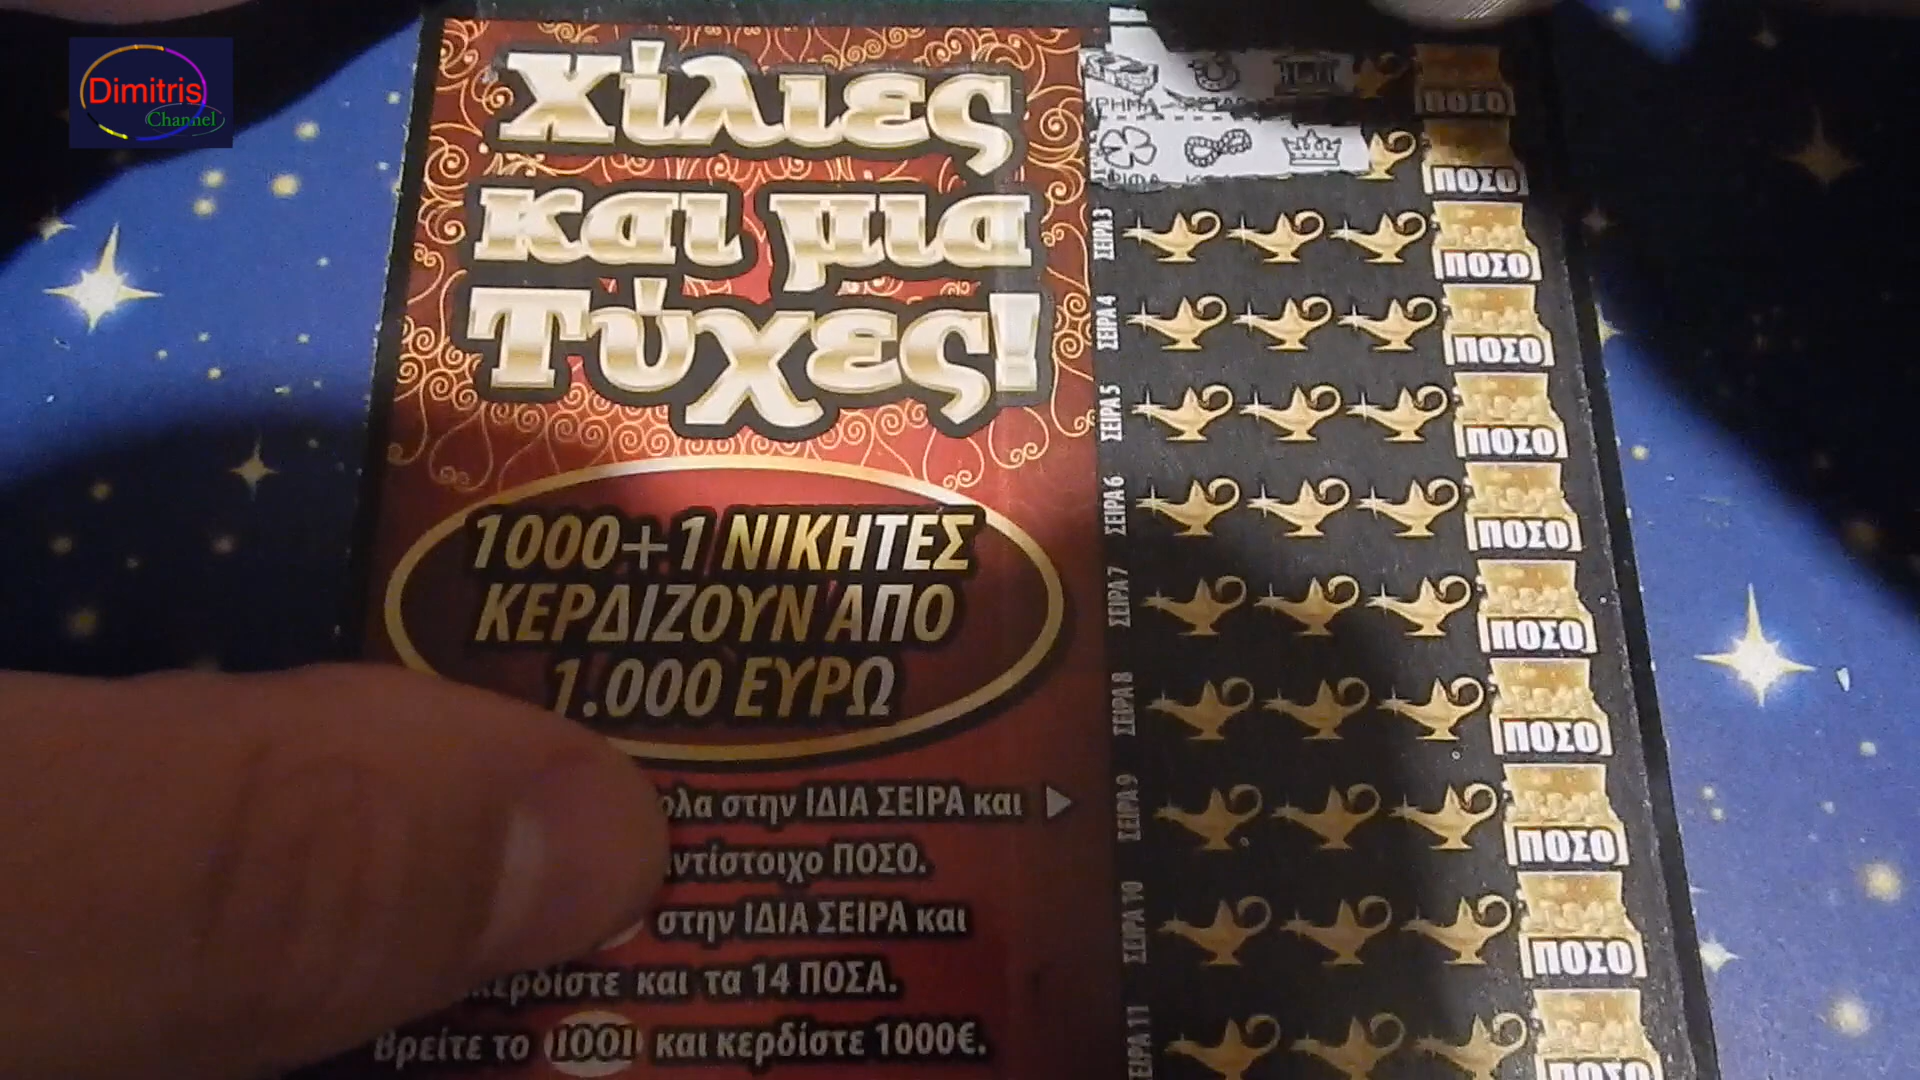 Dimitris
Channel
Χίλιες
και μια
Τύχες!
1000+1 ΝΙΚΗΤΕΣ
ΚΕΡΔΙΖΟΥΝ ΑΠΟ
1.000 ΕΥΡΩ
στην ΙΔΙΑ ΣΕΙΡΑ και
ΠΟΣΟ.
στην ΙΔΙΑ ΣΕΙΡΑ και
κερδίστε και τα 14 ΠΟΣΑ.
Βρείτε το 1001 και κερδίστε 1000€.
ΠΟΣΟ
ΠΟΣΟ
ΣΕΙΡΑ 3 ΠΟΣΟ
ΣΕΙΡΑ 4 ΠΟΣΟ
ΣΕΙΡΑ 5 ΠΟΣΟ
ΣΕΙΡΑ 6 ΠΟΣΟ
ΣΕΙΡΑ 7 ΠΟΣΟ
ΣΕΙΡΑ 8 ΠΟΣΟ
ΣΕΙΡΑ 9 ΠΟΣΟ
ΣΕΙΡΑ 10 ΠΟΣΟ
ΣΕΙΡΑ 11 ΠΟΣΟ